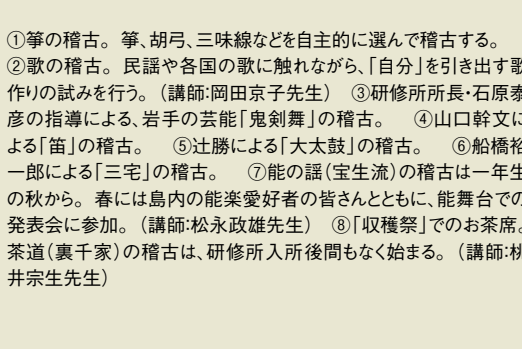 ①箏の稽古。 箏、胡弓、三味線などを自主的に選んで稽古する。
②歌の稽古。 民謡や各国の歌に触れながら、「自分」を引き出す歌
作りの試みを行う。（講師:岡田京子先生） ③研修所所長・石原泰
彦の指導による、岩手の芸能「鬼剣舞」の稽古。 ④山口幹文に
よる「笛」の稽古。 ⑤辻勝による「大太鼓」の稽古。 ⑥船橋裕
一郎による「三宅」の稽古。 ⑦能の謡（宝生流）の稽古は一年生
の秋から。 春には島内の能楽愛好者の皆さんとともに、能舞台での
発表会に参加。（講師:松永政雄先生） ⑧「収穫祭」でのお茶席。
茶道（裏千家）の稽古は、研修所入所後間もなく始まる。（講師:桃
井宗生先生）